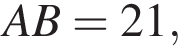 AB = 21,